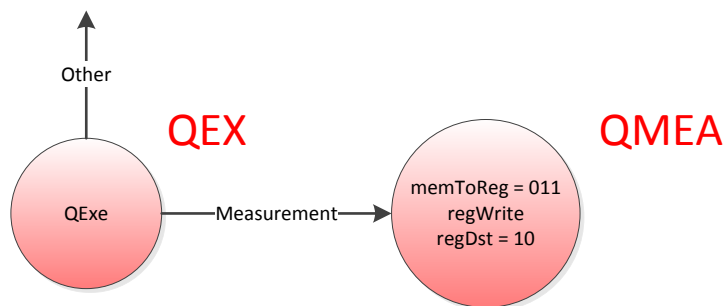 Other
QEX
QMEA
QExe
Measurement
memToReg = 011
regWrite
regDst = 10